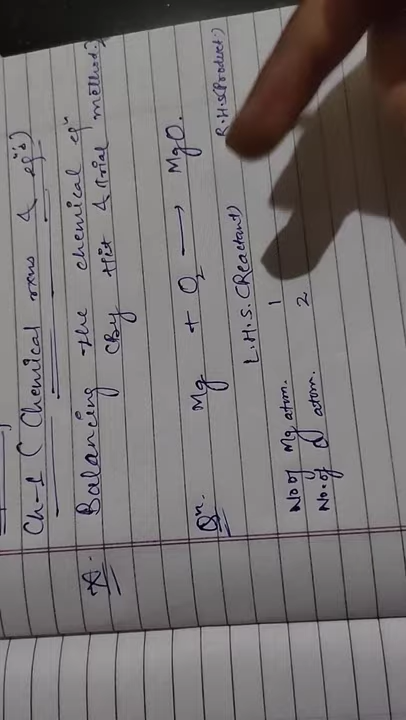 Ch-1 (Chemical rxns & eqns)
A. Balancing the chemical eqn
(By Hit & Trial method.)
Qn. Mg + O2 → MgO.
L.H.S. (Reactant) R.H.S (Product)
No of Mg atom. 1
No. of O atom. 2